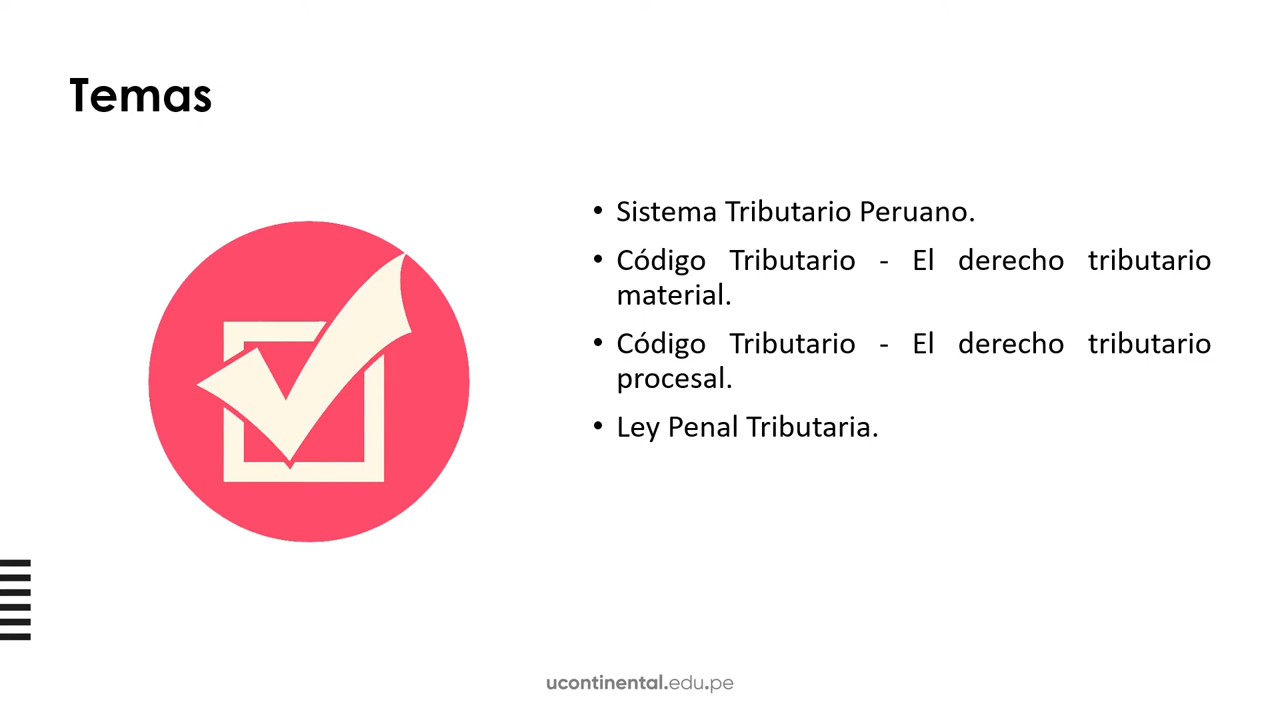 Temas
• Sistema Tributario Peruano.
• Código Tributario - El derecho tributario
material.
• Código Tributario - El derecho tributario
procesal.
• Ley Penal Tributaria.
ucontinental.edu.pe